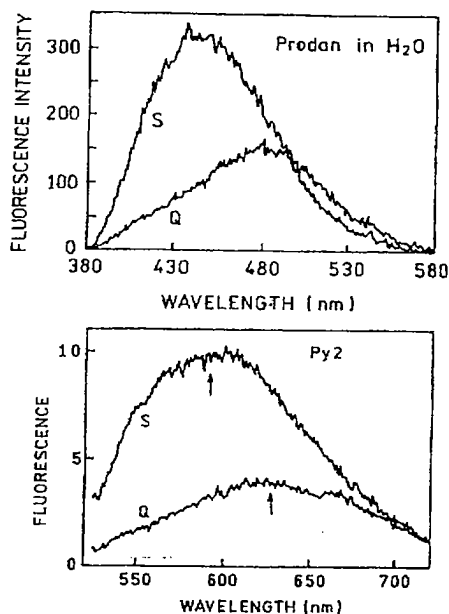 FLUORESCENCE INTENSITY
300
200
100
0
Prodan in H₂O
S
Q
380 430 480 530 580
WAVELENGTH (nm)
FLUORESCENCE
10
5
0
Py2
S
Q
550 600 650 700
WAVELENGTH (nm)